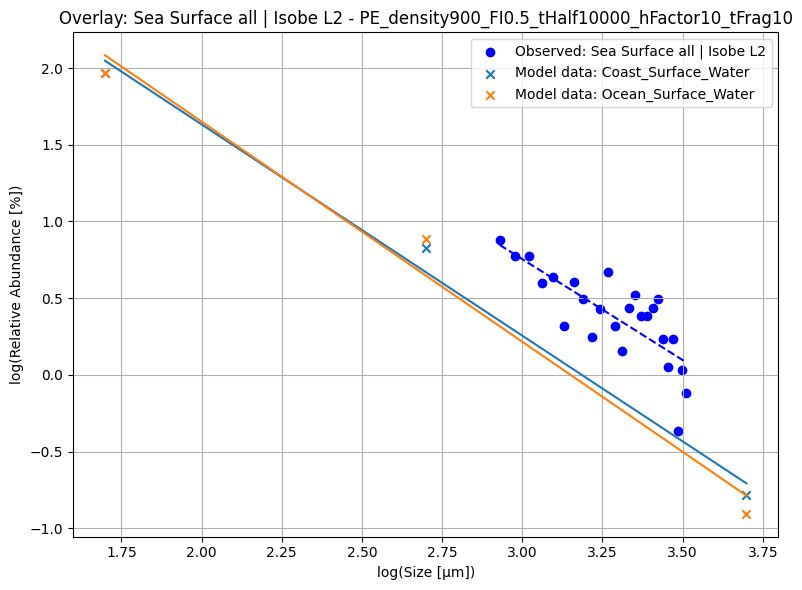 Overlay: Sea Surface all | Isobe L2 - PE_density900_FI0.5_tHalf10000_hFactor10_tFrag10
Observed: Sea Surface all | Isobe L2
Model data: Coast_Surface_Water
Model data: Ocean_Surface_Water
log(Relative Abundance [%])
2.0
1.5
1.0
0.5
0.0
−0.5
−1.0
1.75 2.00 2.25 2.50 2.75 3.00 3.25 3.50 3.75
log(Size [µm])